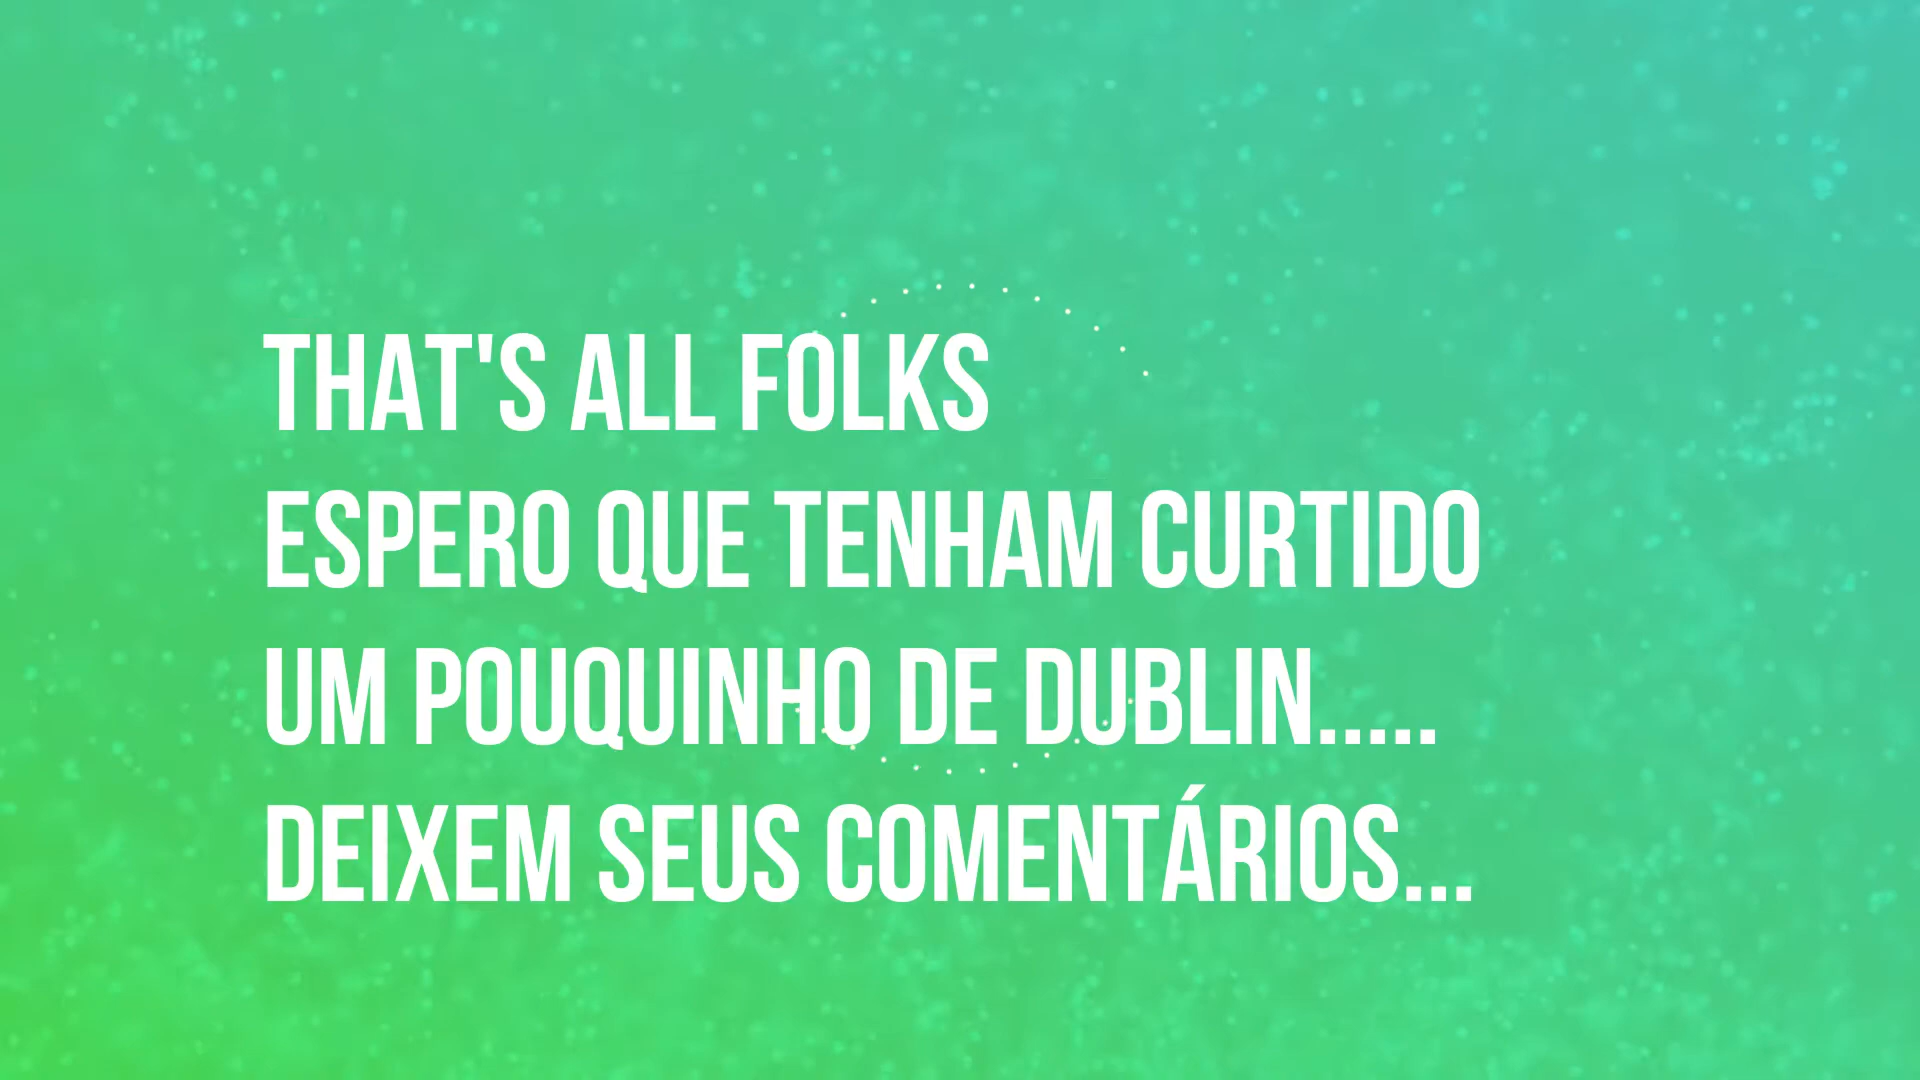 THAT'S ALL FOLKS
ESPERO QUE TENHAM CURTIDO
UM POUQUINHO DE DUBLIN.....
DEIXEM SEUS COMENTÁRIOS...